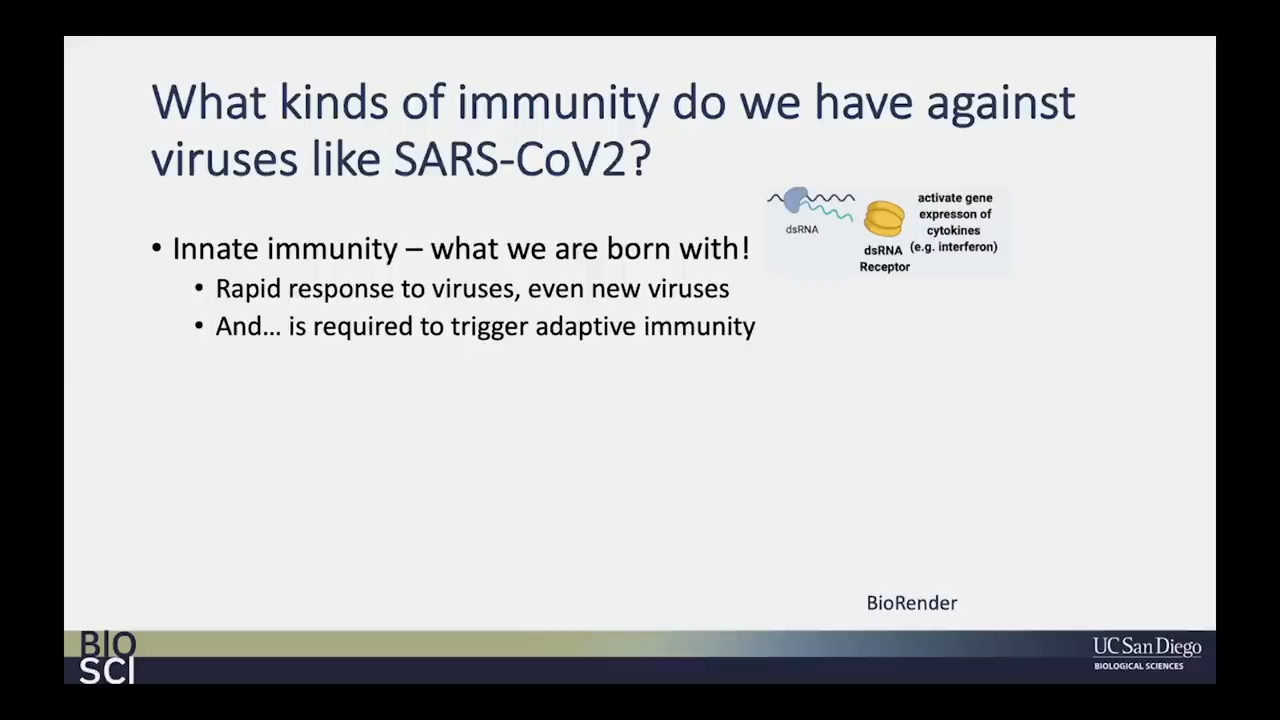 What kinds of immunity do we have against
viruses like SARS-CoV2?
• Innate immunity – what we are born with!
• Rapid response to viruses, even new viruses
• And... is required to trigger adaptive immunity
dsRNA
dsRNA
Receptor
activate gene
expresson of
cytokines
(e.g. interferon)
BioRender
BIO
SCI
UC San Diego
BIOLOGICAL SCIENCES